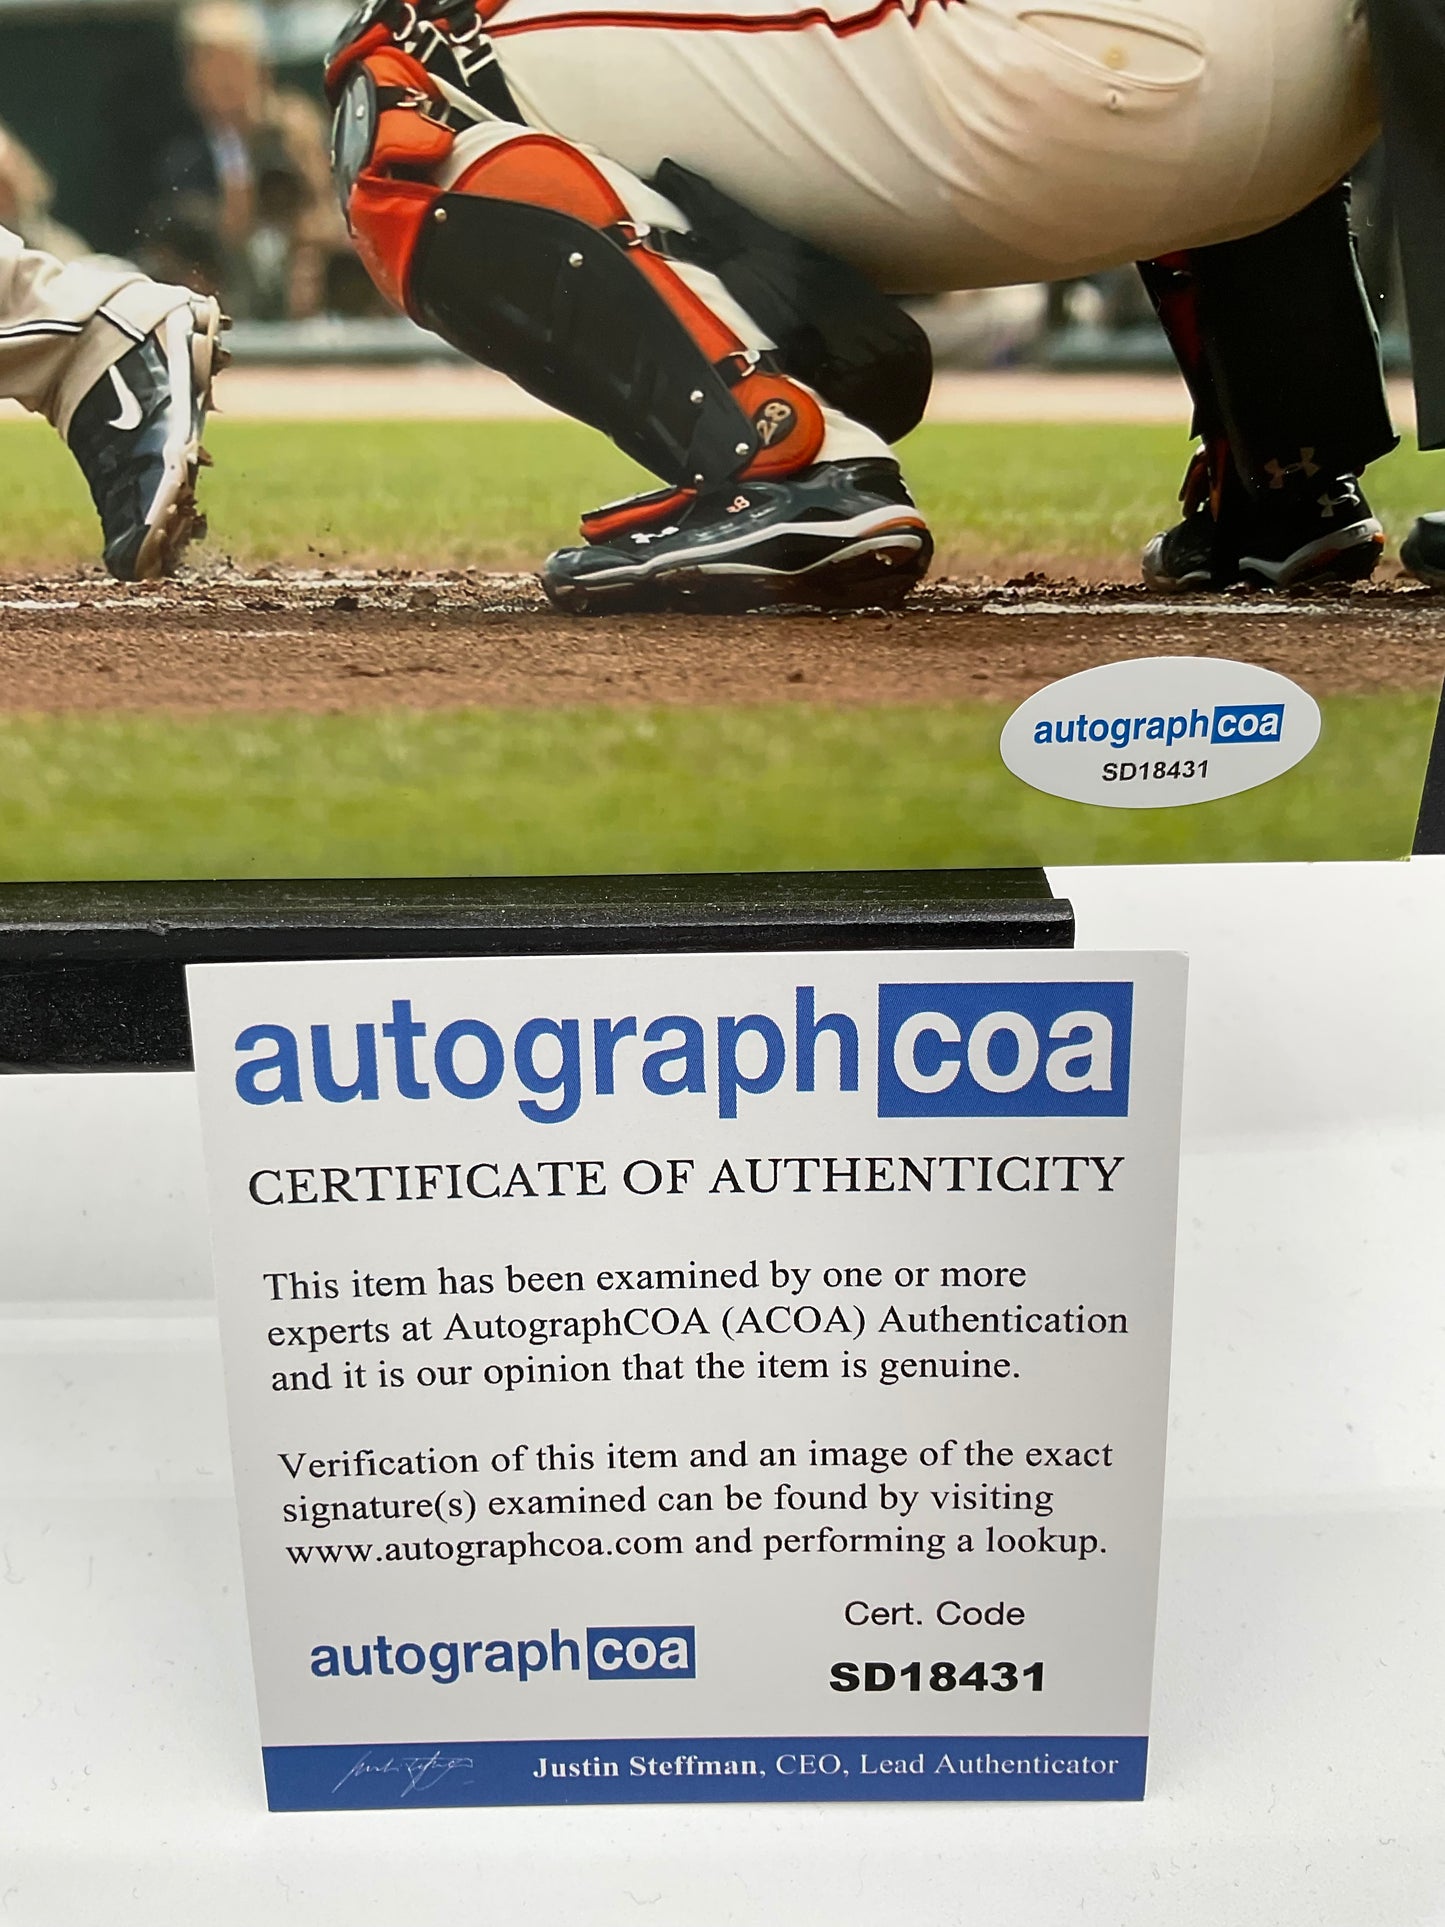 28
28
autographcoa
SD18431
autographcoa
CERTIFICATE OF AUTHENTICITY
This item has been examined by one or more
experts at AutographCOA (ACOA) Authentication
and it is our opinion that the item is genuine.
Verification of this item and an image of the exact
signature(s) examined can be found by visiting
www.autographcoa.com and performing a lookup.
Cert. Code
autographcoa
SD18431
Justin Steffman, CEO, Lead Authenticator